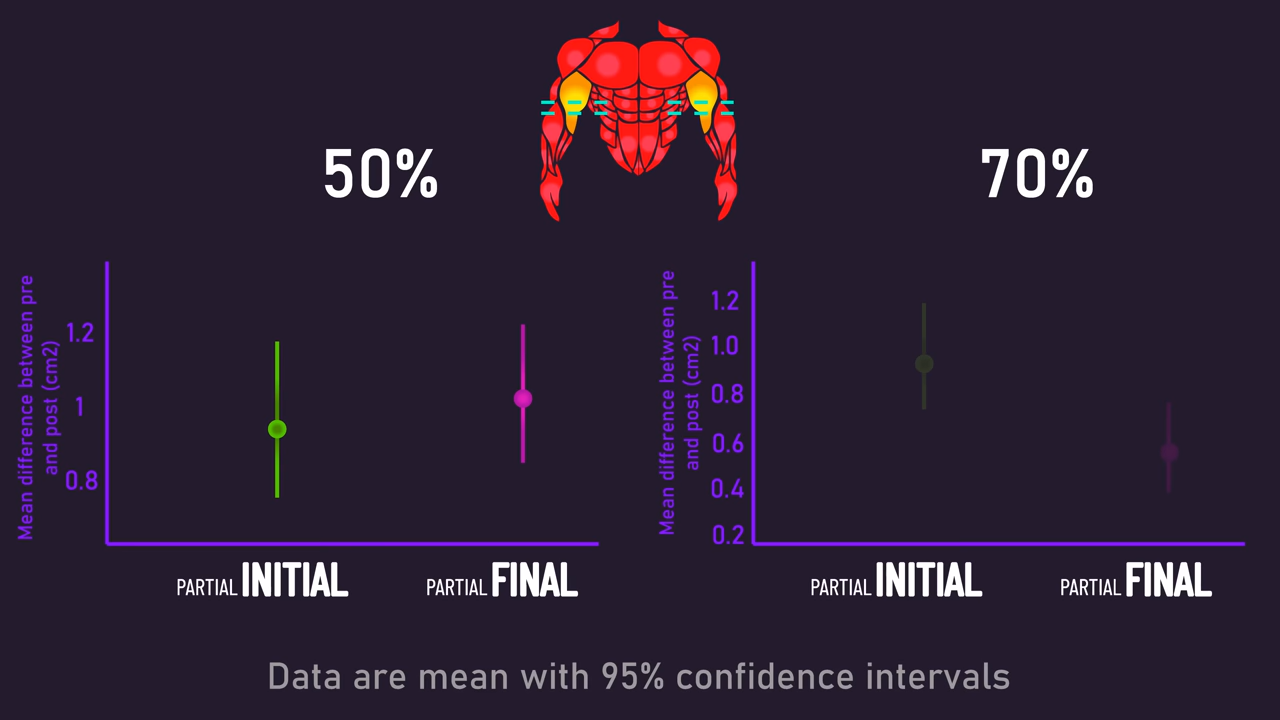 50%
70%
Mean difference between pre
and post (cm2)
1.2
1
0.8
PARTIAL INITIAL
PARTIAL FINAL
Mean difference between pre
and post (cm2)
1.2
1.0
0.8
0.6
0.4
0.2
PARTIAL INITIAL
PARTIAL FINAL
Data are mean with 95% confidence intervals